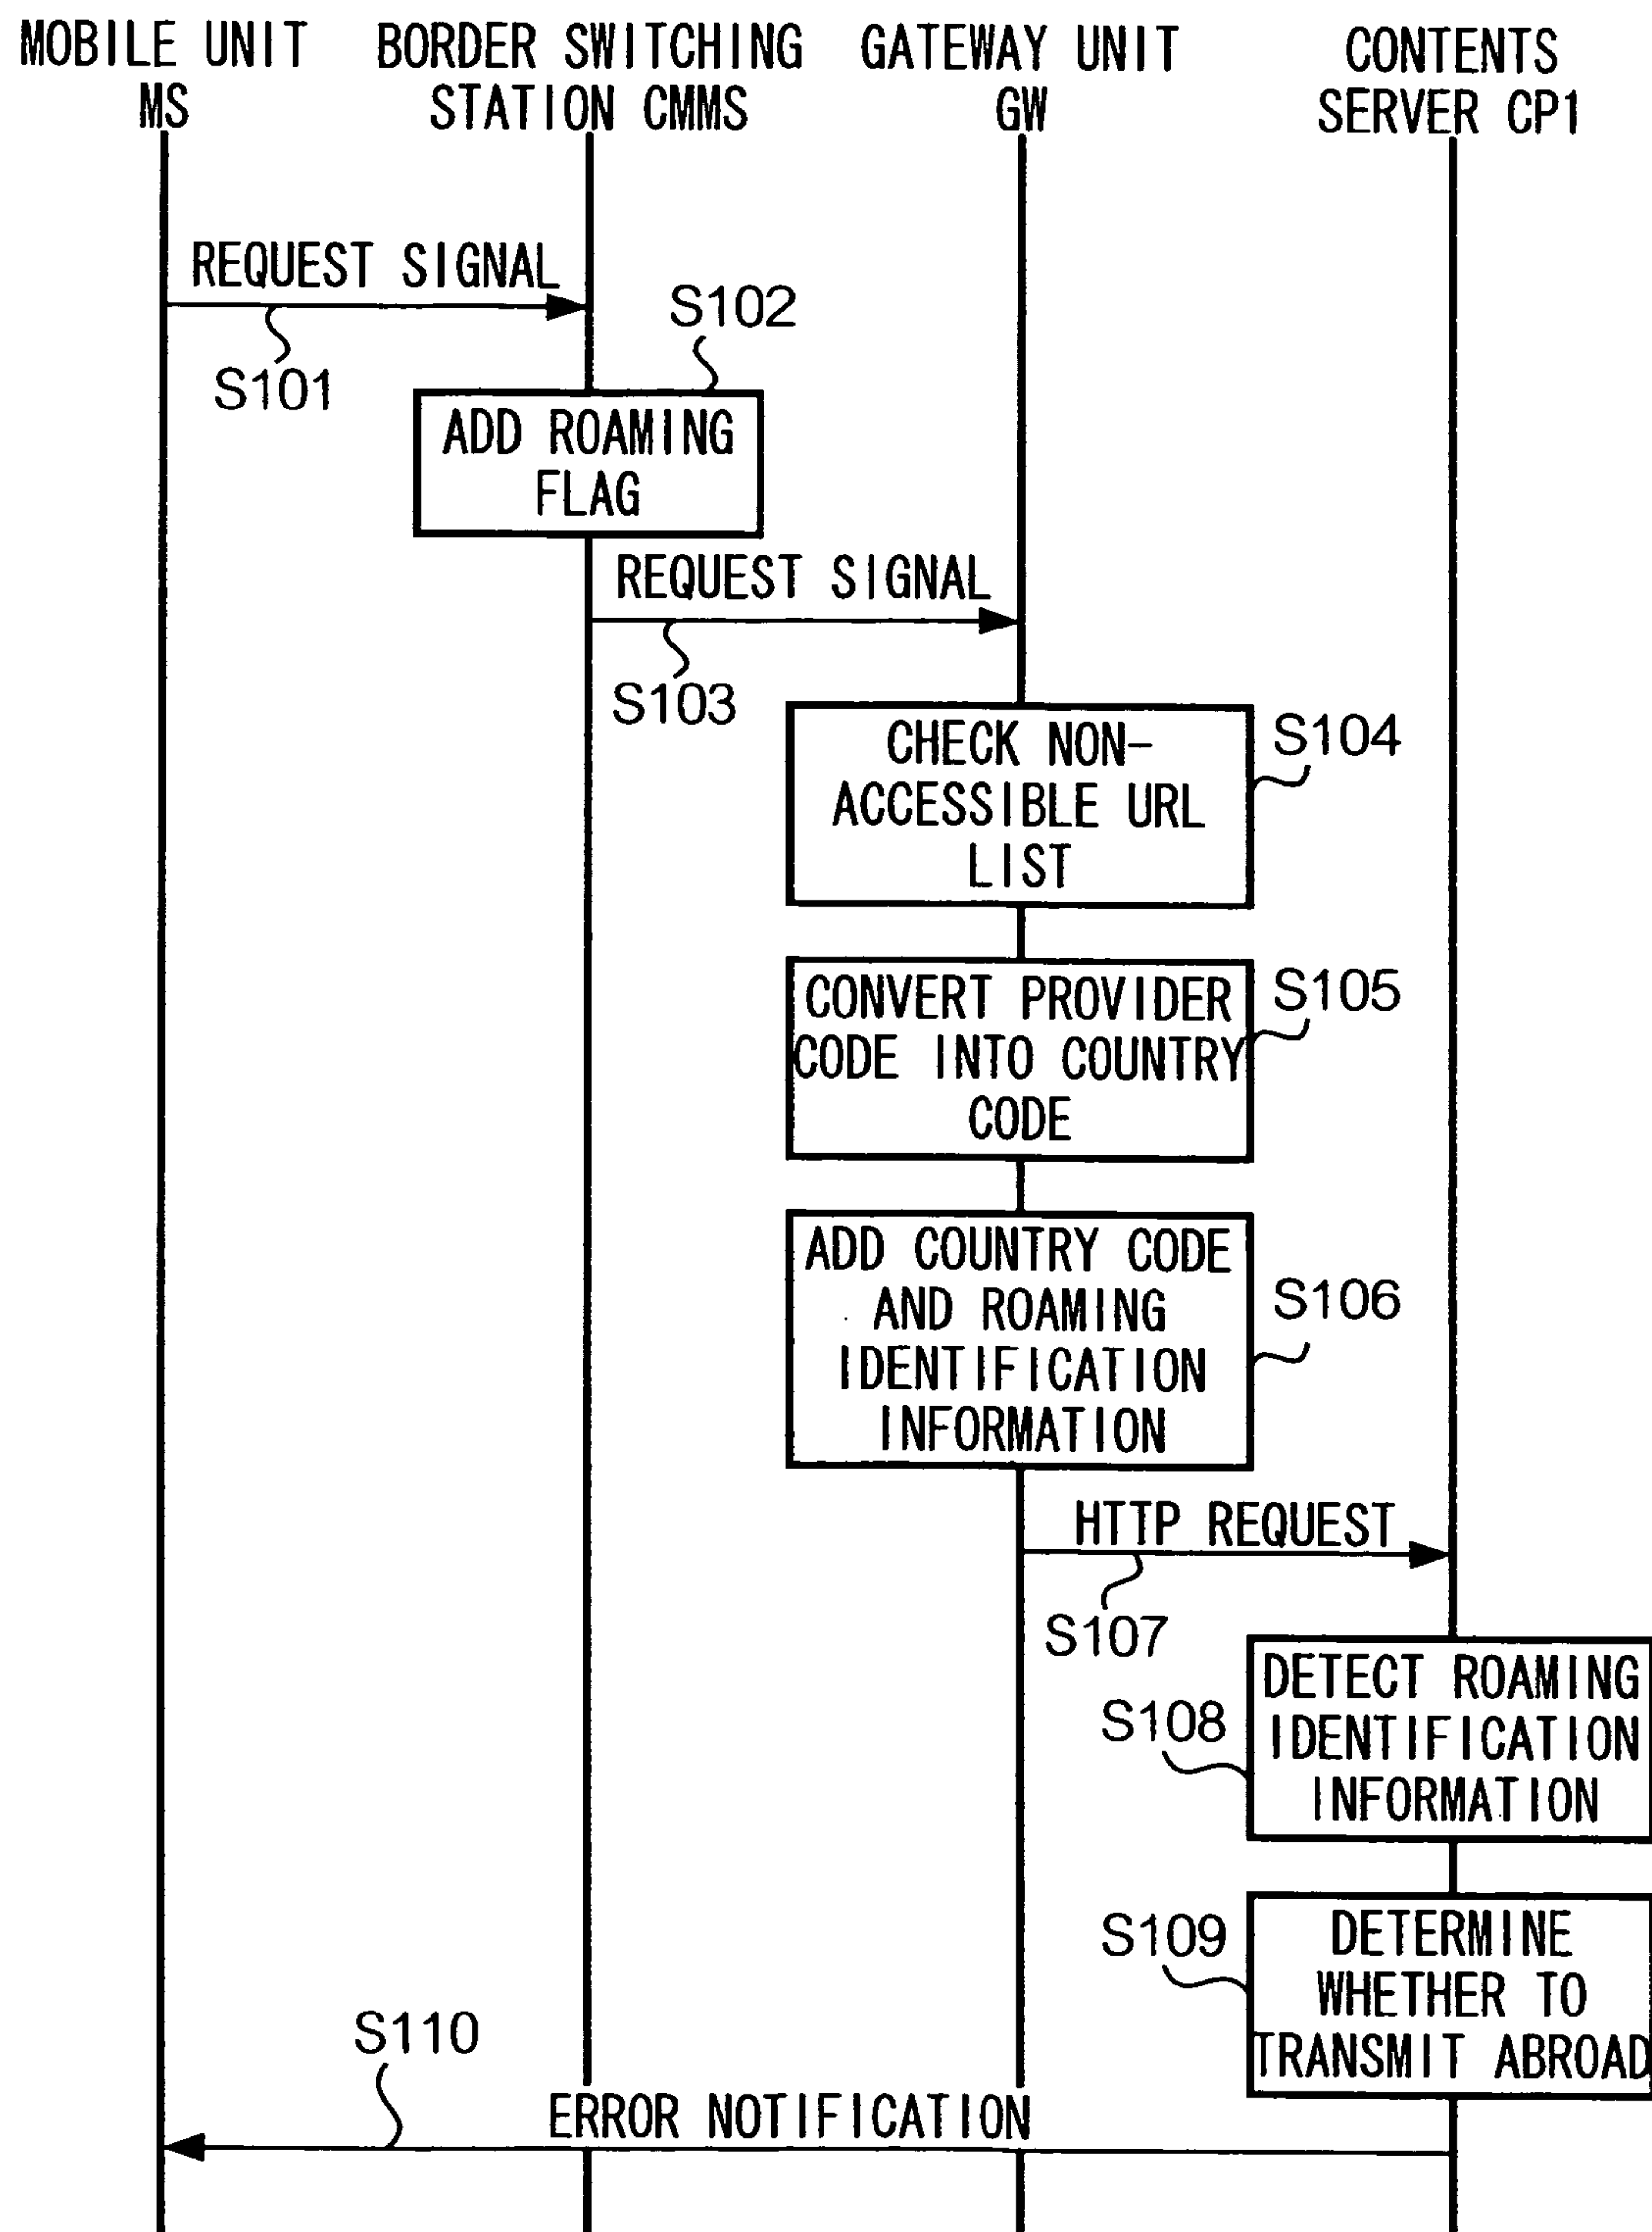 MOBILE UNIT
MS
BORDER SWITCHING
STATION CMMS
GATEWAY UNIT
GW
CONTENTS
SERVER CP1
REQUEST SIGNAL
S101
S102
ADD ROAMING
FLAG
REQUEST SIGNAL
S103
CHECK NON-
ACCESSIBLE URL
LIST
S104
CONVERT PROVIDER
CODE INTO COUNTRY
CODE
S105
ADD COUNTRY CODE
AND ROAMING
IDENTIFICATION
INFORMATION
S106
HTTP REQUEST
S107
DETECT ROAMING
IDENTIFICATION
INFORMATION
S108
S109
DETERMINE
WHETHER TO
TRANSMIT ABROAD
S110
ERROR NOTIFICATION